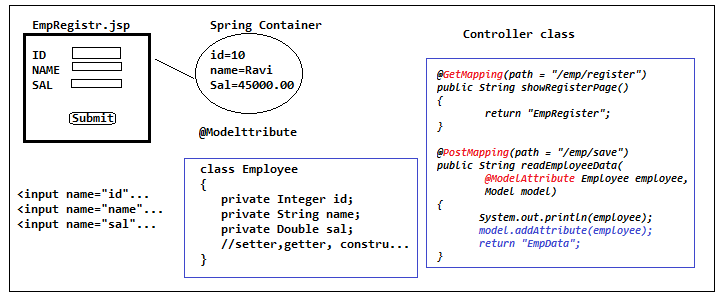 EmpRegistr.jsp
ID
NAME
SAL
Submit
<input name="id"...
<input name="name"...
<input name="sal"...
Spring Container
id=10
name=Ravi
Sal=45000.00
@Modelttribute
class Employee
{
private Integer id;
private String name;
private Double sal;
//setter,getter, constru...
}
Controller class
@GetMapping(path = "/emp/register")
public String showRegisterPage()
{
return "EmpRegister";
}
@PostMapping(path = "/emp/save")
public String readEmployeeData(
@ModelAttribute Employee employee,
Model model)
{
System.out.println(employee);
model.addAttribute(employee);
return "EmpData";
}